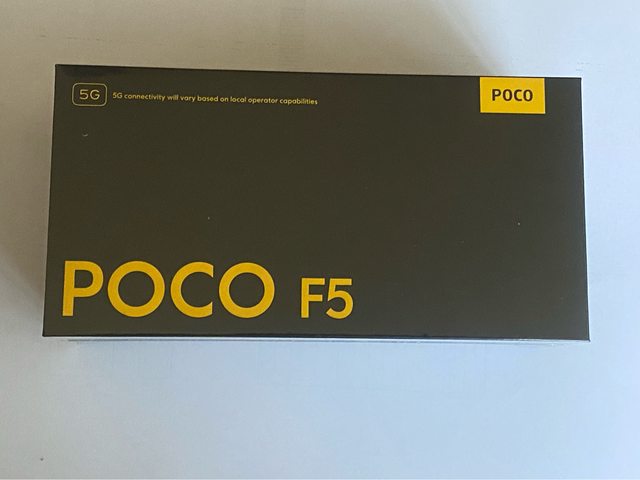 5G 5G connectivity will vary based on local operator capabilities
POCO
POCO F5